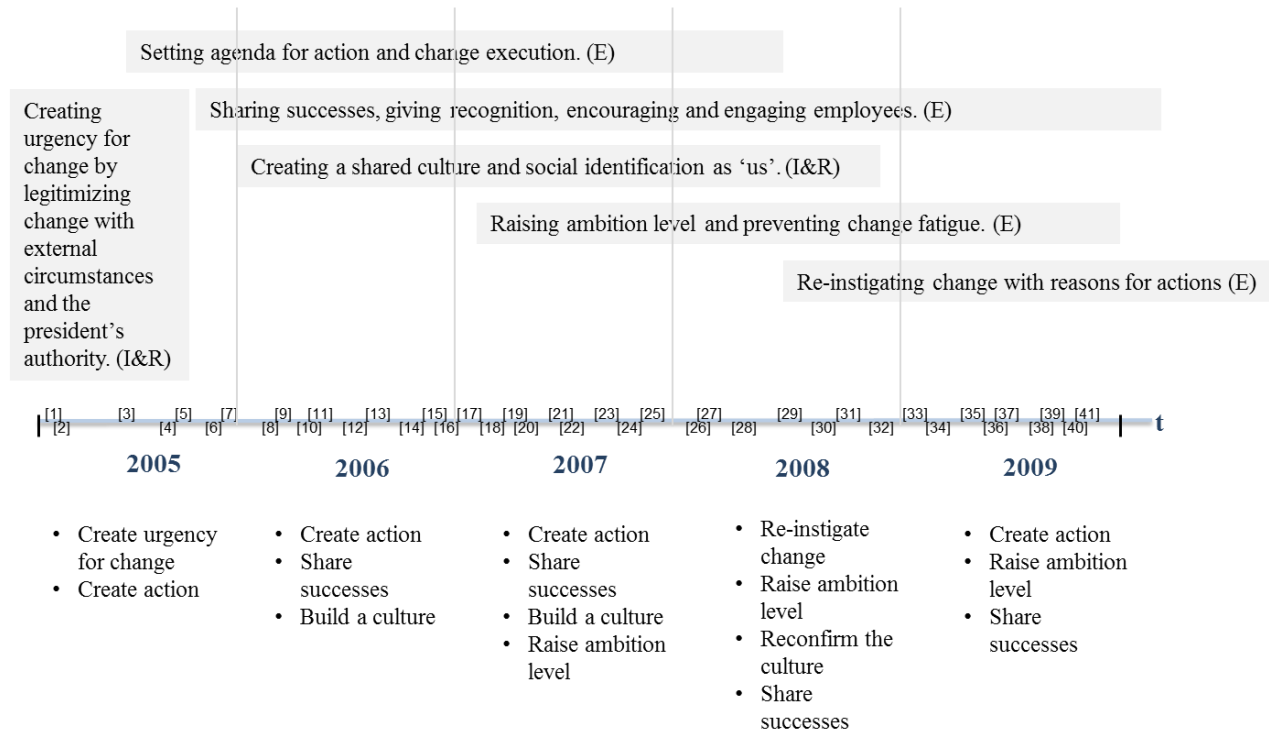 Setting agenda for action and change execution. (E)
Creating
urgency for
change by
legitimizing
change with
external
circumstances
and the
president's
authority. (I&R)
Sharing successes, giving recognition, encouraging and engaging employees. (E)
Creating a shared culture and social identification as ‘us’. (I&R)
Raising ambition level and preventing change fatigue. (E)
Re-instigating change with reasons for actions (E)
[1] [3] [5] [7] [9] [11] [13] [15] [17] [19] [21] [23] [25] [27] [29] [31] [33] [35] [37] [39] [41]
[2] [4] [6] [8] [10] [12] [14] [16] [18] [20] [22] [24] [26] [28] [30] [32] [34] [36] [38] [40]
t
2005 2006 2007 2008 2009
• Create urgency
for change
• Create action
• Create action
• Share
successes
• Build a culture
• Create action
• Share
successes
• Build a culture
• Raise ambition
level
• Re-instigate
change
• Raise ambition
level
• Reconfirm the
culture
• Share
successes
• Create action
• Raise ambition
level
• Share
successes